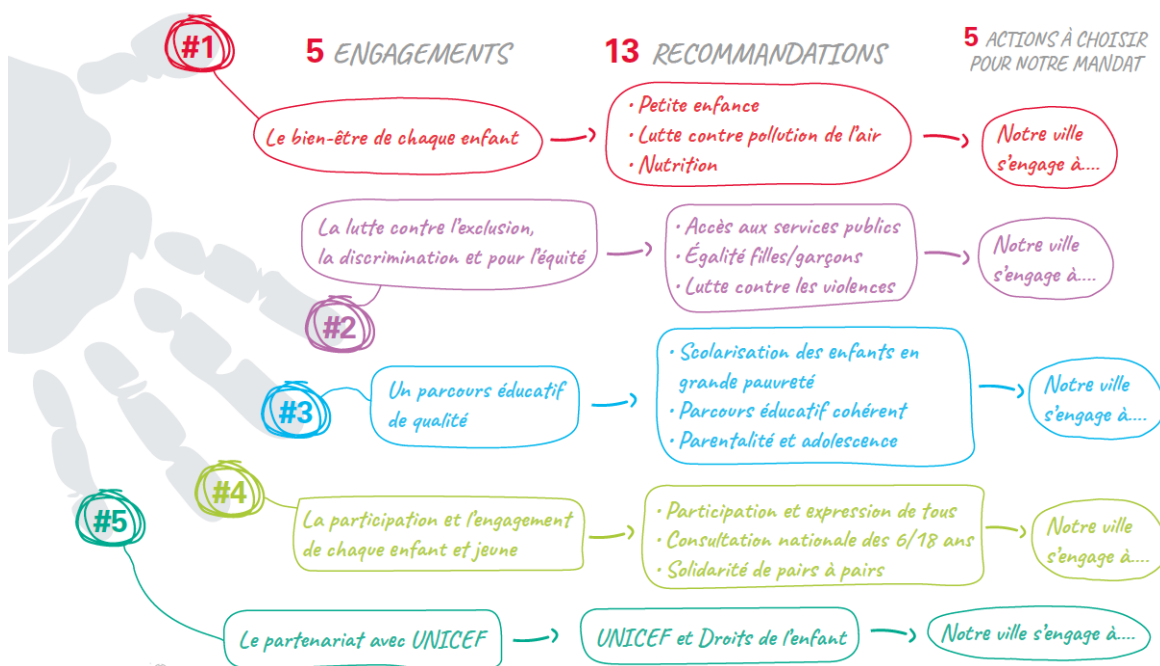 #1
5 ENGAGEMENTS
13 RECOMMANDATIONS
5 ACTIONS À CHOISIR
POUR NOTRE MANDAT
Le bien-être de chaque enfant
• Petite enfance
• Lutte contre pollution de l'air
• Nutrition
Notre ville
s'engage à....
La lutte contre l'exclusion,
la discrimination et pour l'équité
• Accès aux services publics
• Égalité filles/garçons
• Lutte contre les violences
Notre ville
s'engage à....
#2
#3
Un parcours éducatif
de qualité
• Scolarisation des enfants en
grande pauvreté
• Parcours éducatif cohérent
• Parentalité et adolescence
Notre ville
s'engage à....
#4
La participation et l'engagement
de chaque enfant et jeune
• Participation et expression de tous
• Consultation nationale des 6/18 ans
• Solidarité de pairs à pairs
Notre ville
s'engage à....
#5
Le partenariat avec UNICEF
UNICEF et Droits de l'enfant
Notre ville s'engage à....